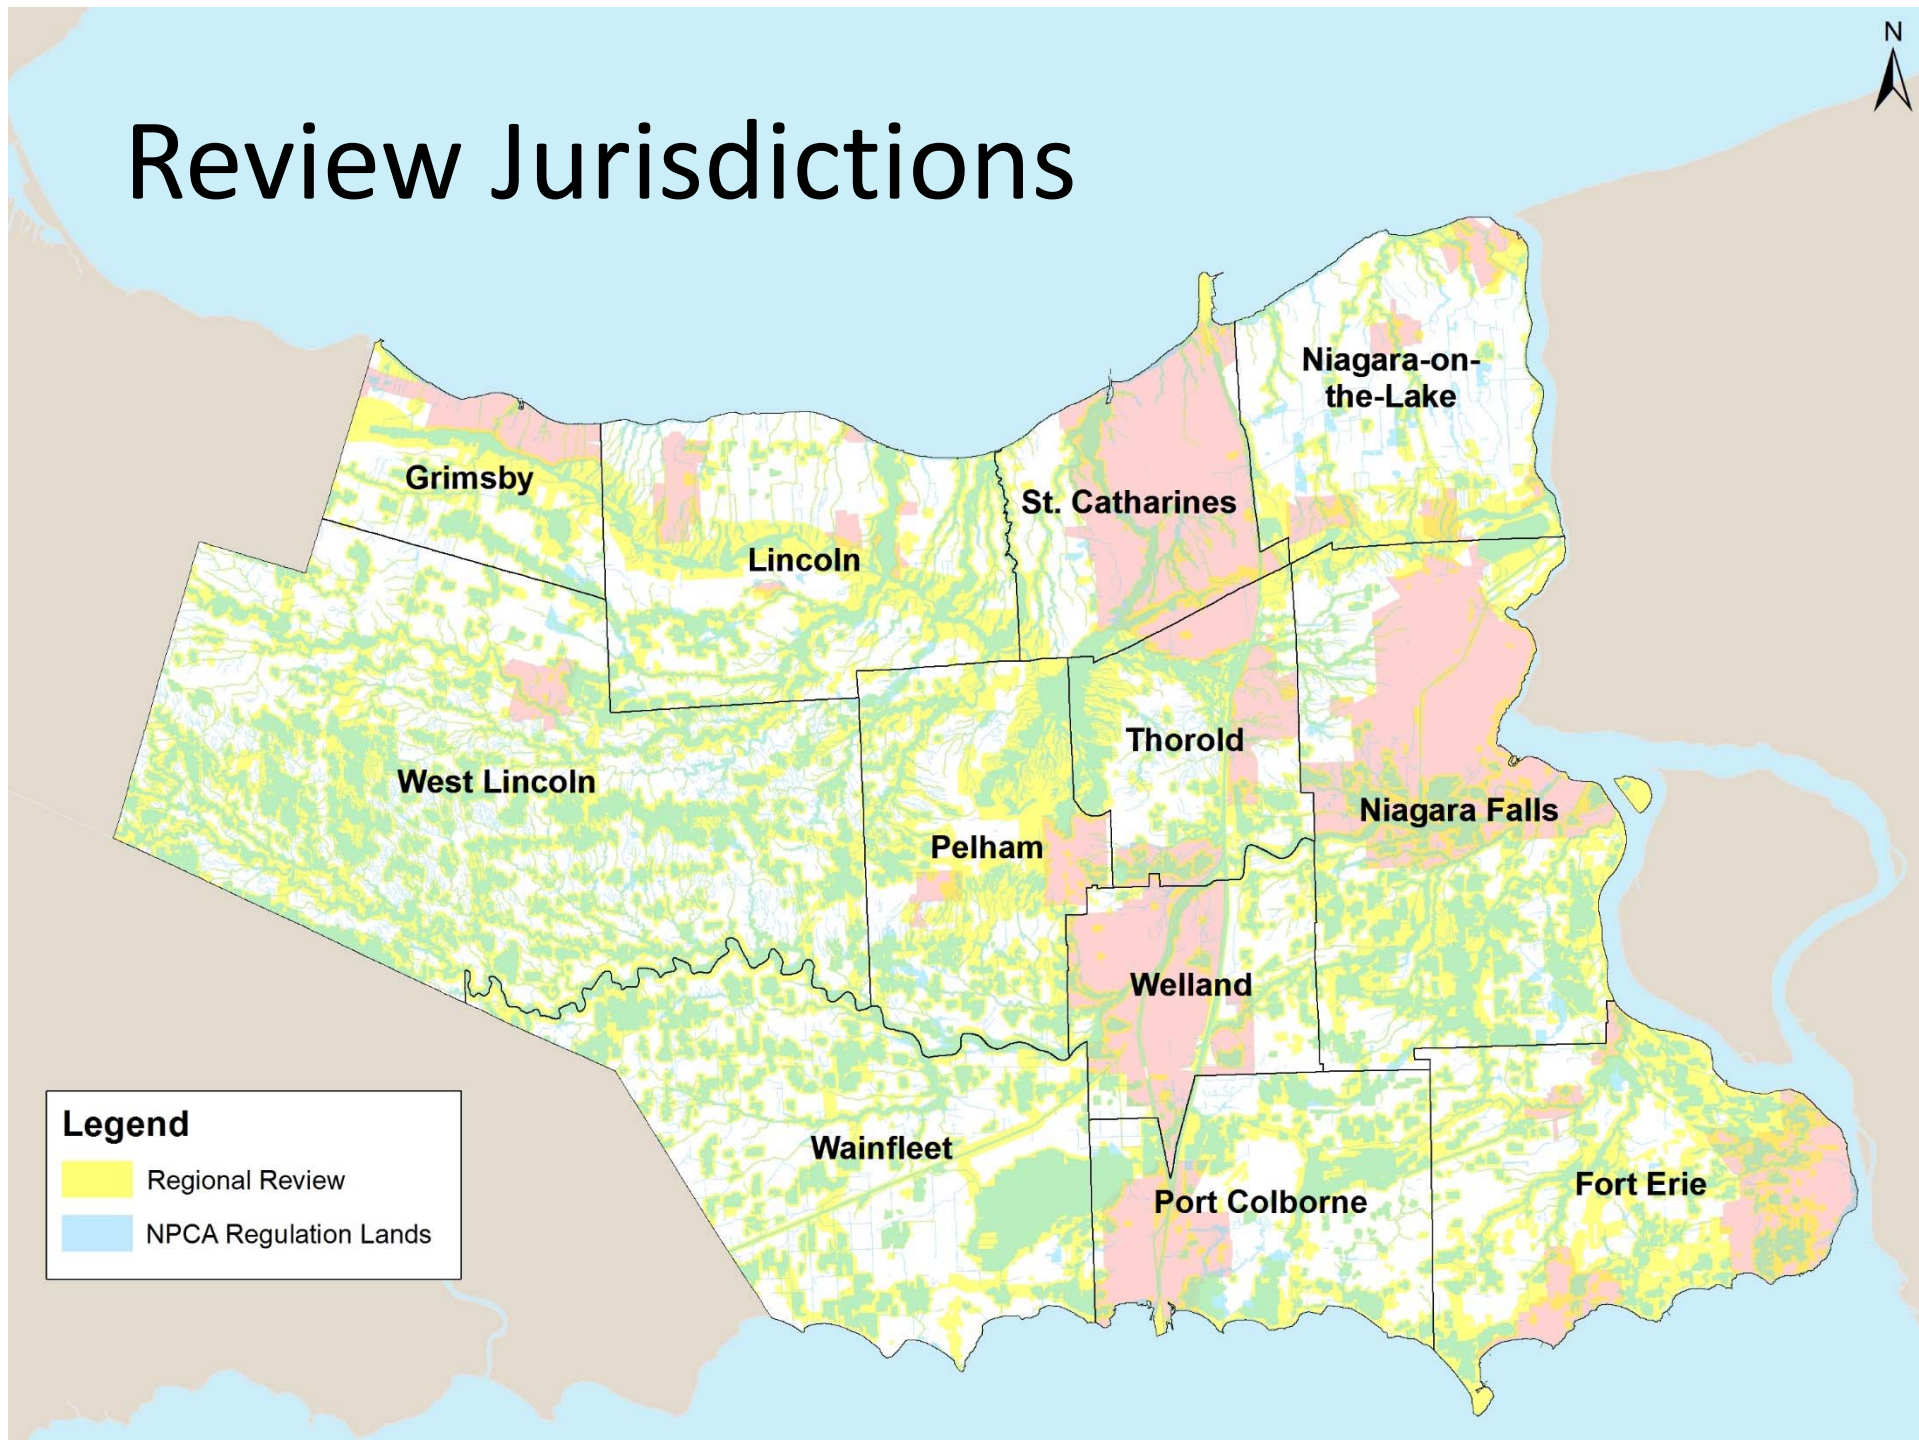 N
Review Jurisdictions
Niagara-on-
the-Lake
Grimsby
St. Catharines
Lincoln
Thorold
West Lincoln
Niagara Falls
Pelham
Welland
Wainfleet
Port Colborne
Fort Erie
Legend
Regional Review
NPCA Regulation Lands